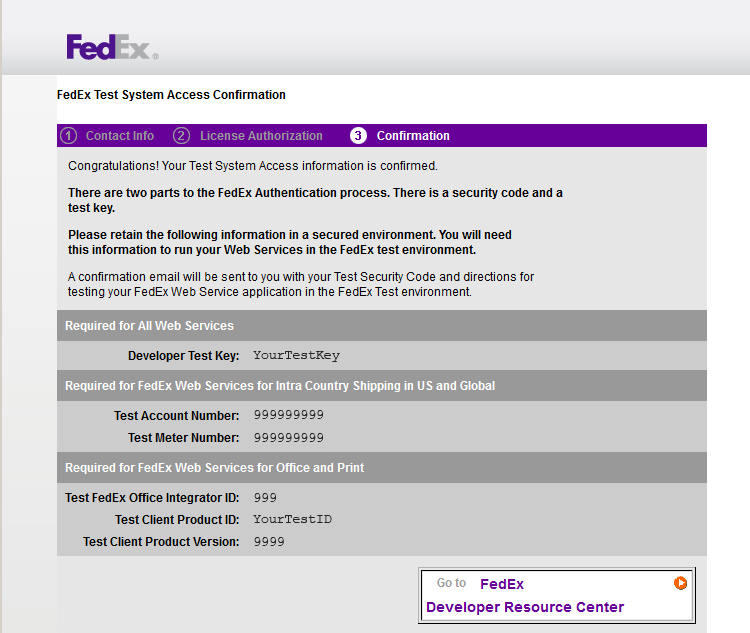 FedEx®
FedEx Test System Access Confirmation
1 Contact Info 2 License Authorization 3 Confirmation
Congratulations! Your Test System Access information is confirmed.
There are two parts to the FedEx Authentication process. There is a security code and a
test key.
Please retain the following information in a secured environment. You will need
this information to run your Web Services in the FedEx test environment.
A confirmation email will be sent to you with your Test Security Code and directions for
testing your FedEx Web Service application in the FedEx Test environment.
Required for All Web Services
Developer Test Key: YourTestKey
Required for FedEx Web Services for Intra Country Shipping in US and Global
Test Account Number: 999999999
Test Meter Number: 999999999
Required for FedEx Web Services for Office and Print
Test FedEx Office Integrator ID: 999
Test Client Product ID: YourTestID
Test Client Product Version: 9999
Go to FedEx
Developer Resource Center